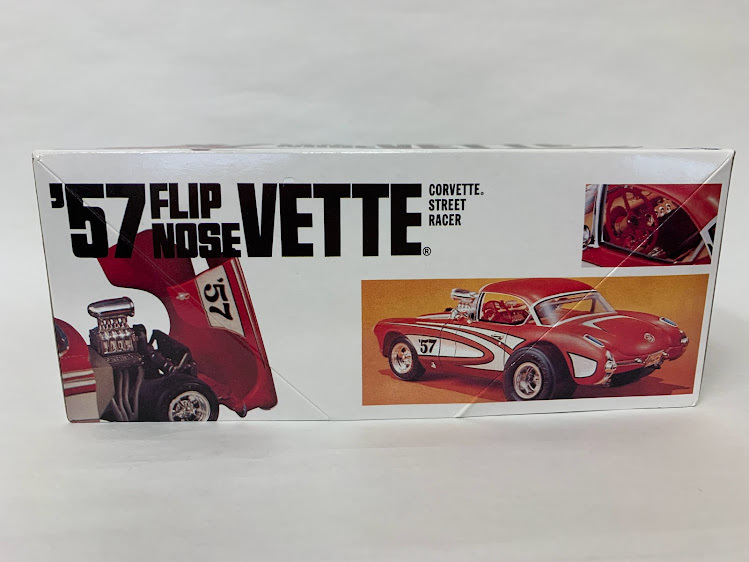 '57 FLIP NOSE VETTE®
CORVETTE®
STREET
RACER
'57
'57